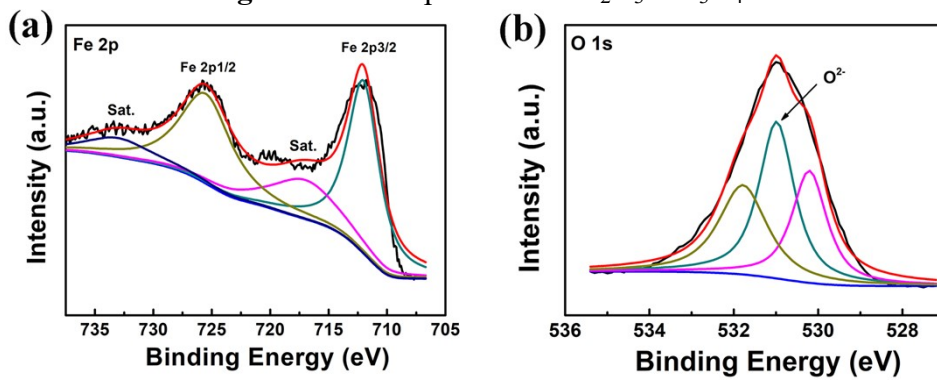 (a)
Fe 2p
Fe 2p1/2
Fe 2p3/2
Sat.
Sat.
Intensity (a.u.)
735 730 725 720 715 710 705
Binding Energy (eV)
(b)
O 1s
O²⁻
Intensity (a.u.)
536 534 532 530 528
Binding Energy (eV)